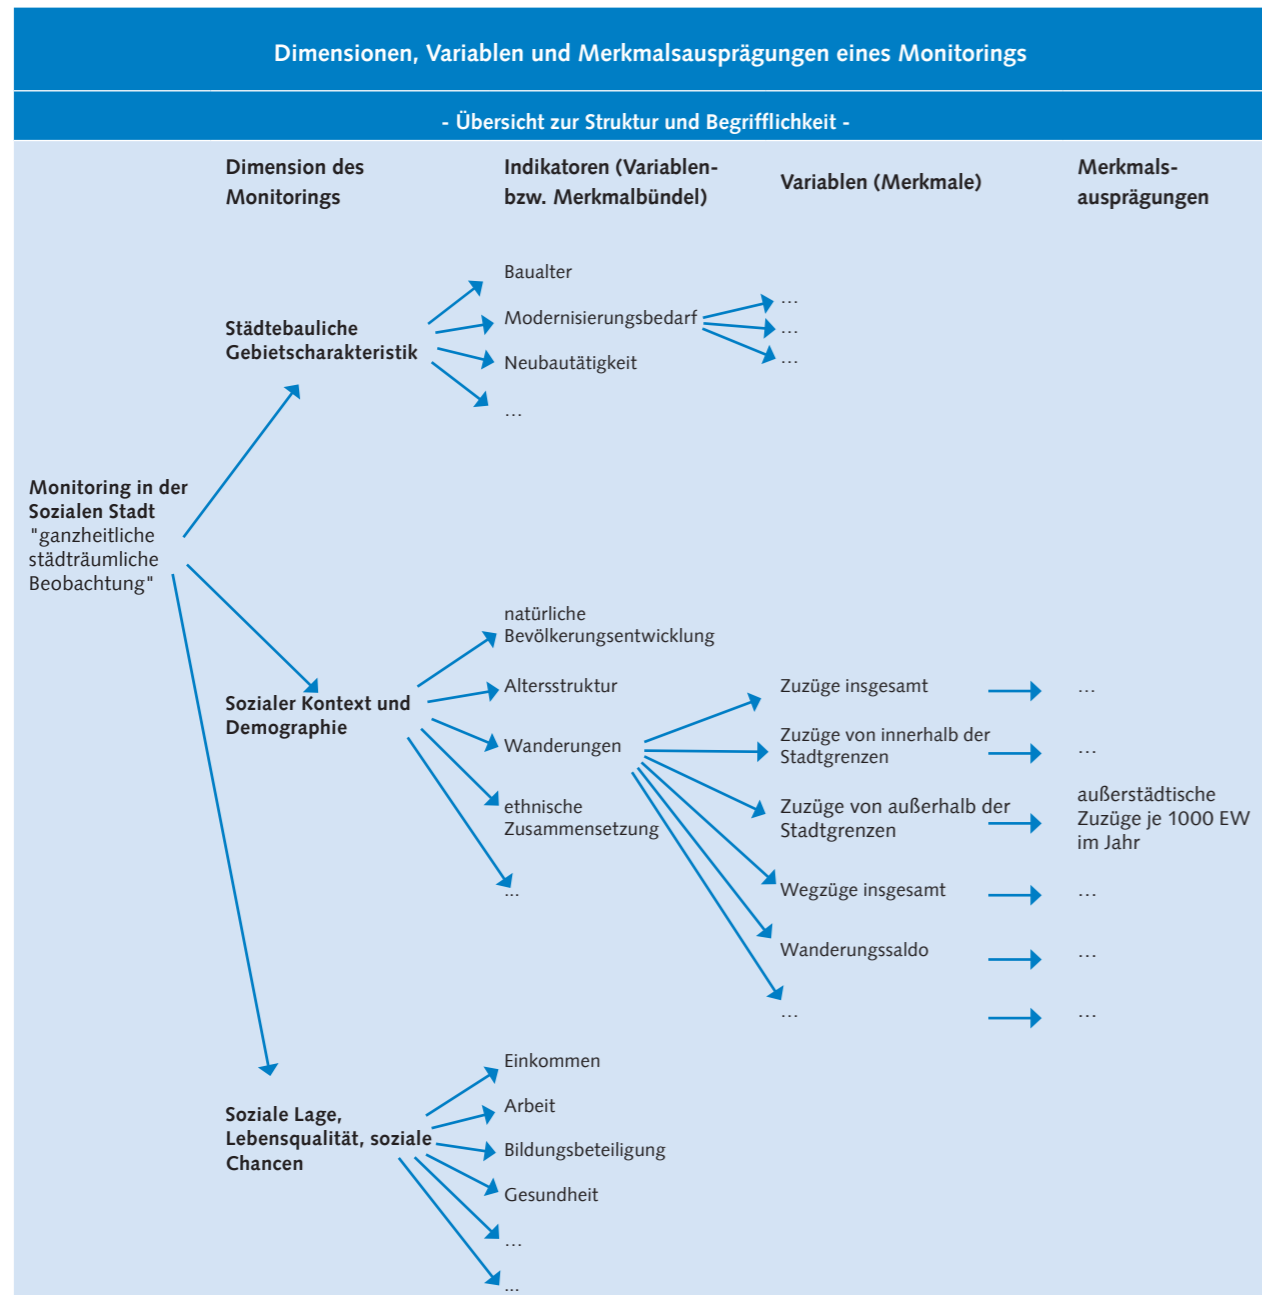 Dimensionen, Variablen und Merkmalsausprägungen eines Monitorings
- Übersicht zur Struktur und Begrifflichkeit -
Dimension des
Monitorings
Indikatoren (Variablen-
bzw. Merkmalbündel)
Variablen (Merkmale)
Merkmals-
ausprägungen
Monitoring in der
Sozialen Stadt
"ganzheitliche
städträumliche
Beobachtung"
Städtebauliche
Gebietscharakteristik
Baualter
Modernisierungsbedarf
Neubautätigkeit
…
…
…
…
Sozialer Kontext und
Demographie
natürliche
Bevölkerungsentwicklung
Altersstruktur
Wanderungen
ethnische
Zusammensetzung
...
Zuzüge insgesamt
…
Zuzüge von innerhalb der
Stadtgrenzen
…
Zuzüge von außerhalb der
Stadtgrenzen
außerstädtische
Zuzüge je 1000 EW
im Jahr
Wegzüge insgesamt
…
Wanderungssaldo
…
…
…
Soziale Lage,
Lebensqualität, soziale
Chancen
Einkommen
Arbeit
Bildungsbeteiligung
Gesundheit
…
...